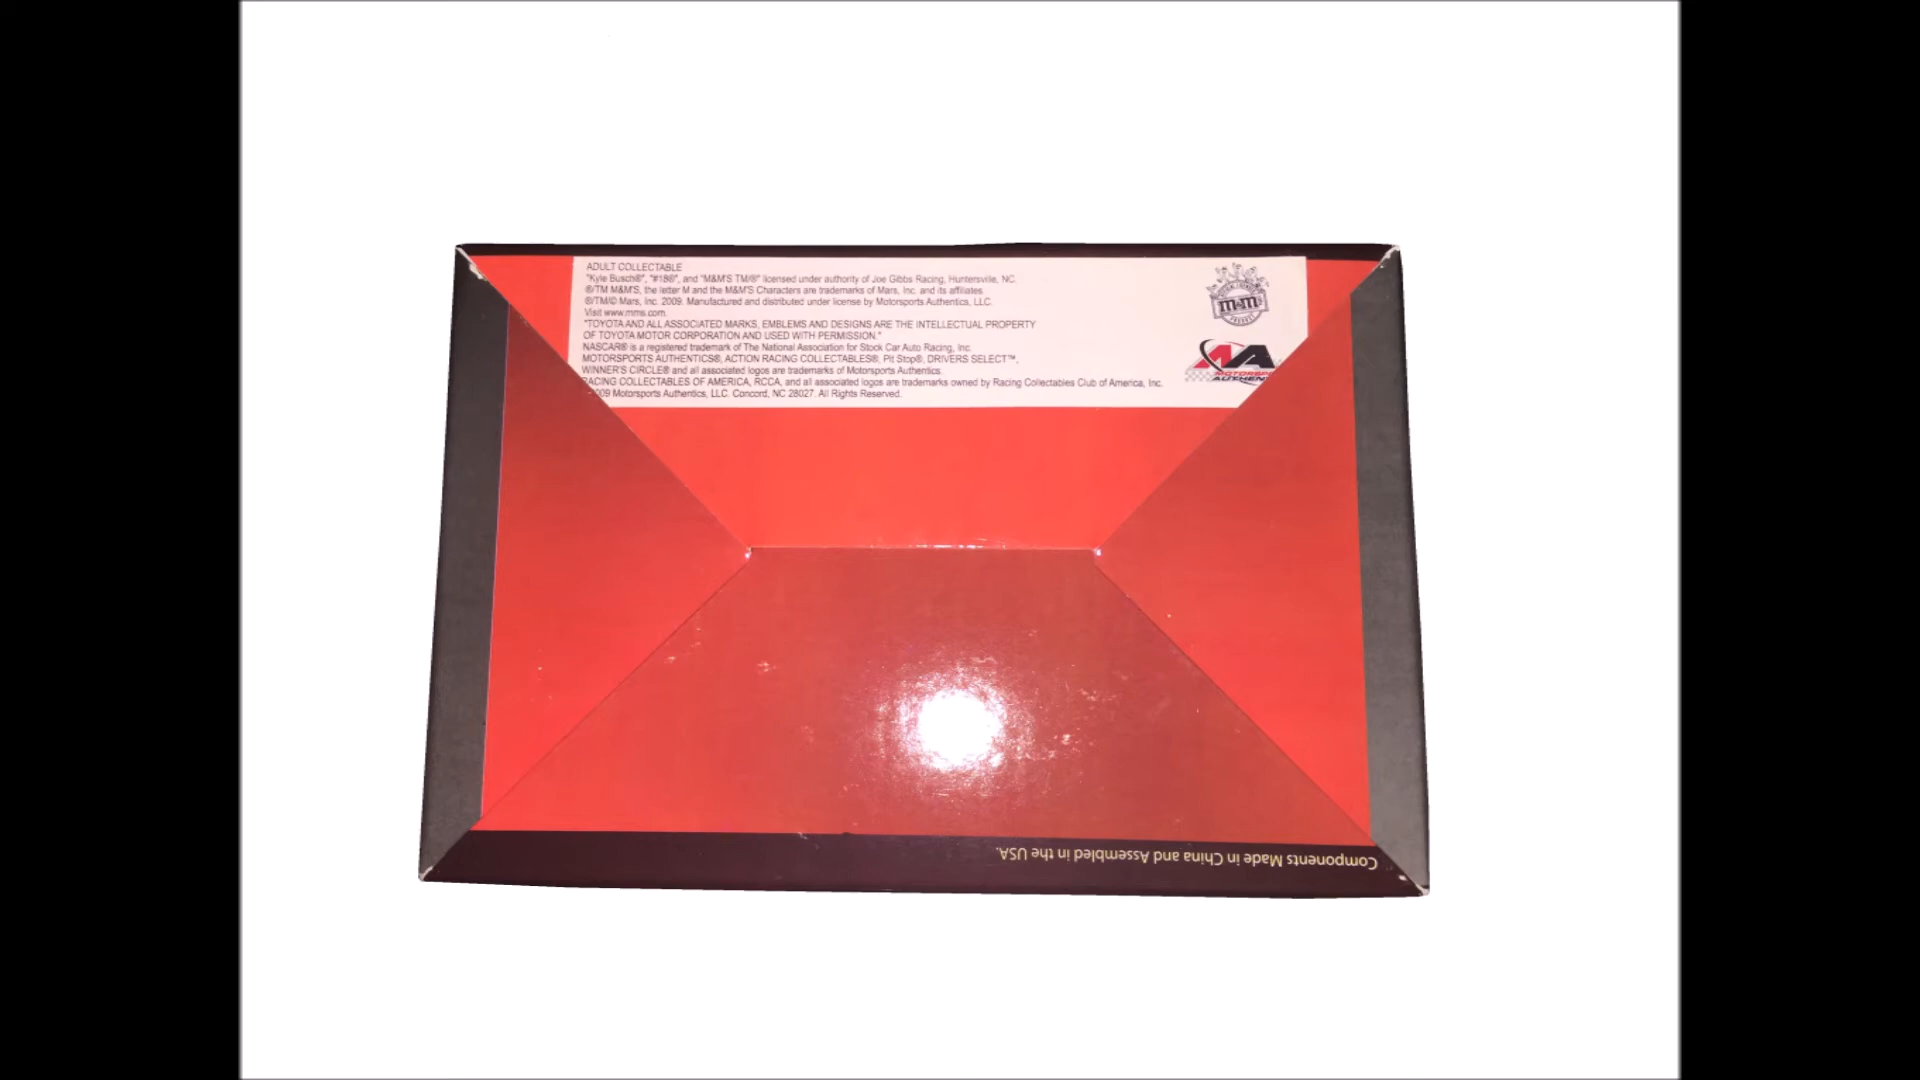 ADULT COLLECTABLE
"Kyle Busch®", "#18®", and "M&M'S TM/®" licensed under authority of Joe Gibbs Racing, Huntersville, NC.
®/TM M&M'S, the letter M and the M&M'S Characters are trademarks of Mars, Inc. and its affiliates.
®/TM/© Mars, Inc. 2009. Manufactured and distributed under license by Motorsports Authentics, LLC.
Visit www.mms.com.
"TOYOTA AND ALL ASSOCIATED MARKS, EMBLEMS AND DESIGNS ARE THE INTELLECTUAL PROPERTY
OF TOYOTA MOTOR CORPORATION AND USED WITH PERMISSION."
NASCAR® is a registered trademark of The National Association for Stock Car Auto Racing, Inc.
MOTORSPORTS AUTHENTICS®, ACTION RACING COLLECTABLES®, Pit Stop®, DRIVERS SELECT™,
WINNER'S CIRCLE® and all associated logos are trademarks of Motorsports Authentics.
RACING COLLECTABLES OF AMERICA, RCCA, and all associated logos are trademarks owned by Racing Collectables Club of America, Inc.
09 Motorsports Authentics, LLC. Concord, NC 28027. All Rights Reserved.
m&m's
PRODUCT
MA
MOTORSP
AUTHEN
Components Made in China and Assembled in the USA.